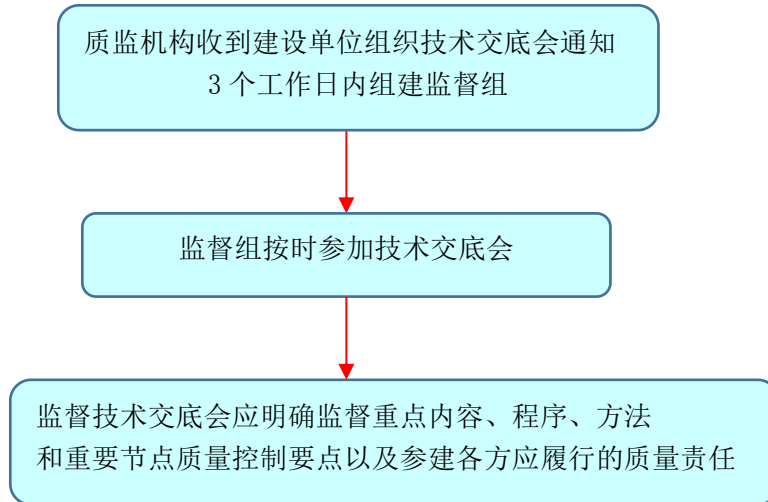 质监机构收到建设单位组织技术交底会通知
3 个工作日内组建监督组
监督组按时参加技术交底会
监督技术交底会应明确监督重点内容、程序、方法
和重要节点质量控制要点以及参建各方应履行的质量责任